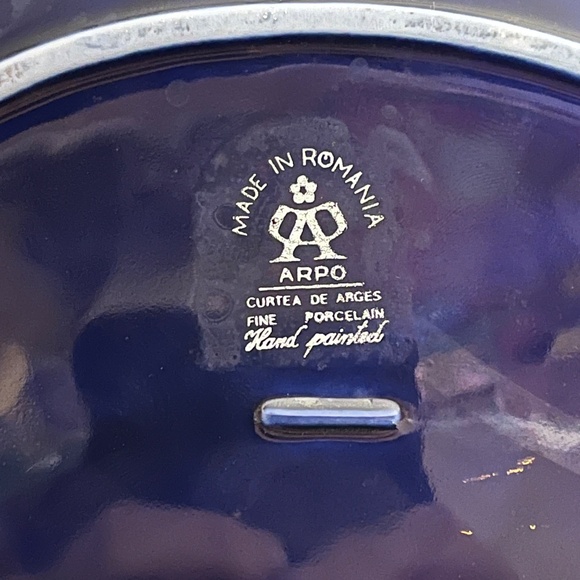 MADE IN ROMANIA
ARPO
CURTEA DE ARGES
FINE PORCELAIN
Hand painted